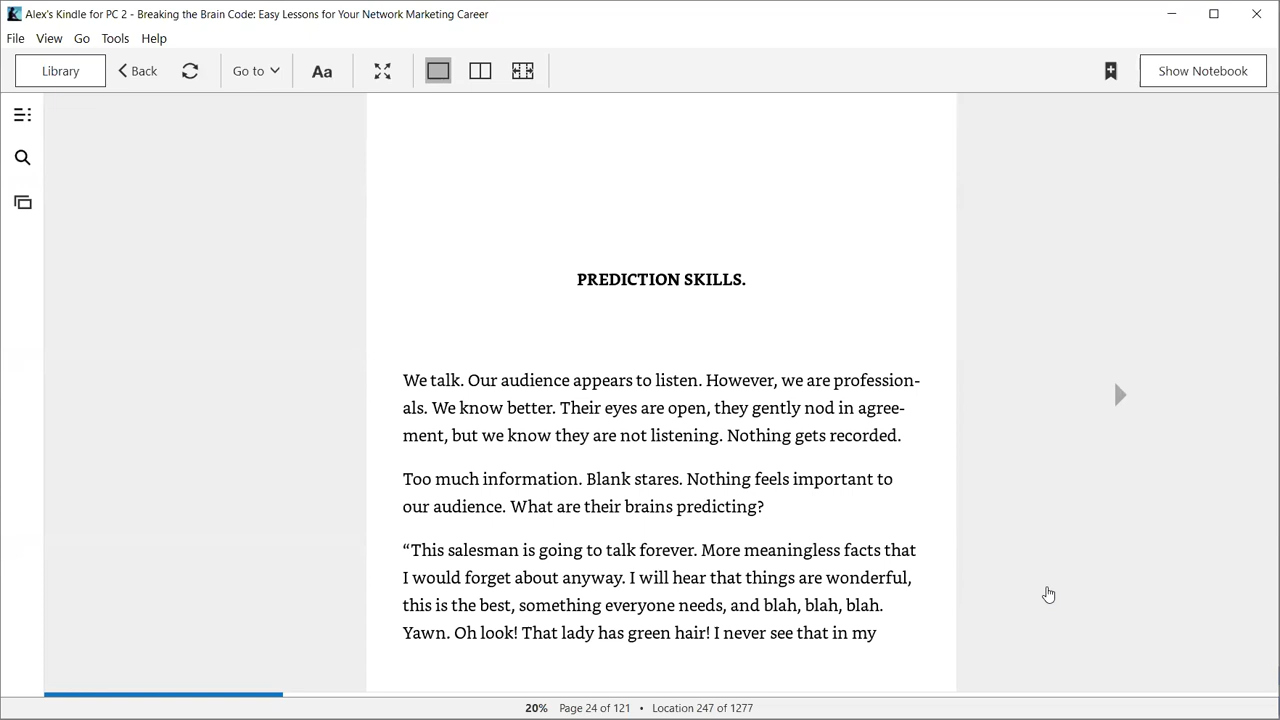 Alex's Kindle for PC 2 - Breaking the Brain Code: Easy Lessons for Your Network Marketing Career
File View Go Tools Help
Library Back Go to Aa Show Notebook
PREDICTION SKILLS.
We talk. Our audience appears to listen. However, we are profession-
als. We know better. Their eyes are open, they gently nod in agree-
ment, but we know they are not listening. Nothing gets recorded.
Too much information. Blank stares. Nothing feels important to
our audience. What are their brains predicting?
“This salesman is going to talk forever. More meaningless facts that
I would forget about anyway. I will hear that things are wonderful,
this is the best, something everyone needs, and blah, blah, blah.
Yawn. Oh look! That lady has green hair! I never see that in my
20% Page 24 of 121 • Location 247 of 1277